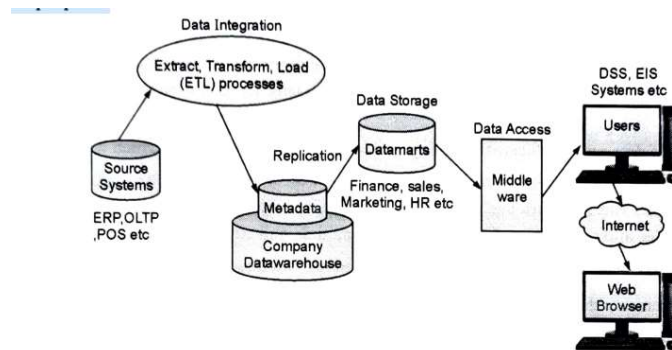 Data Integration
Extract, Transform, Load
(ETL) processes
Source
Systems
ERP,OLTP
,POS etc
Replication
Metadata
Company
Datawarehouse
Data Storage
Datamarts
Finance, sales,
Marketing, HR etc
Data Access
Middle
ware
DSS, EIS
Systems etc
Users
Internet
Web
Browser